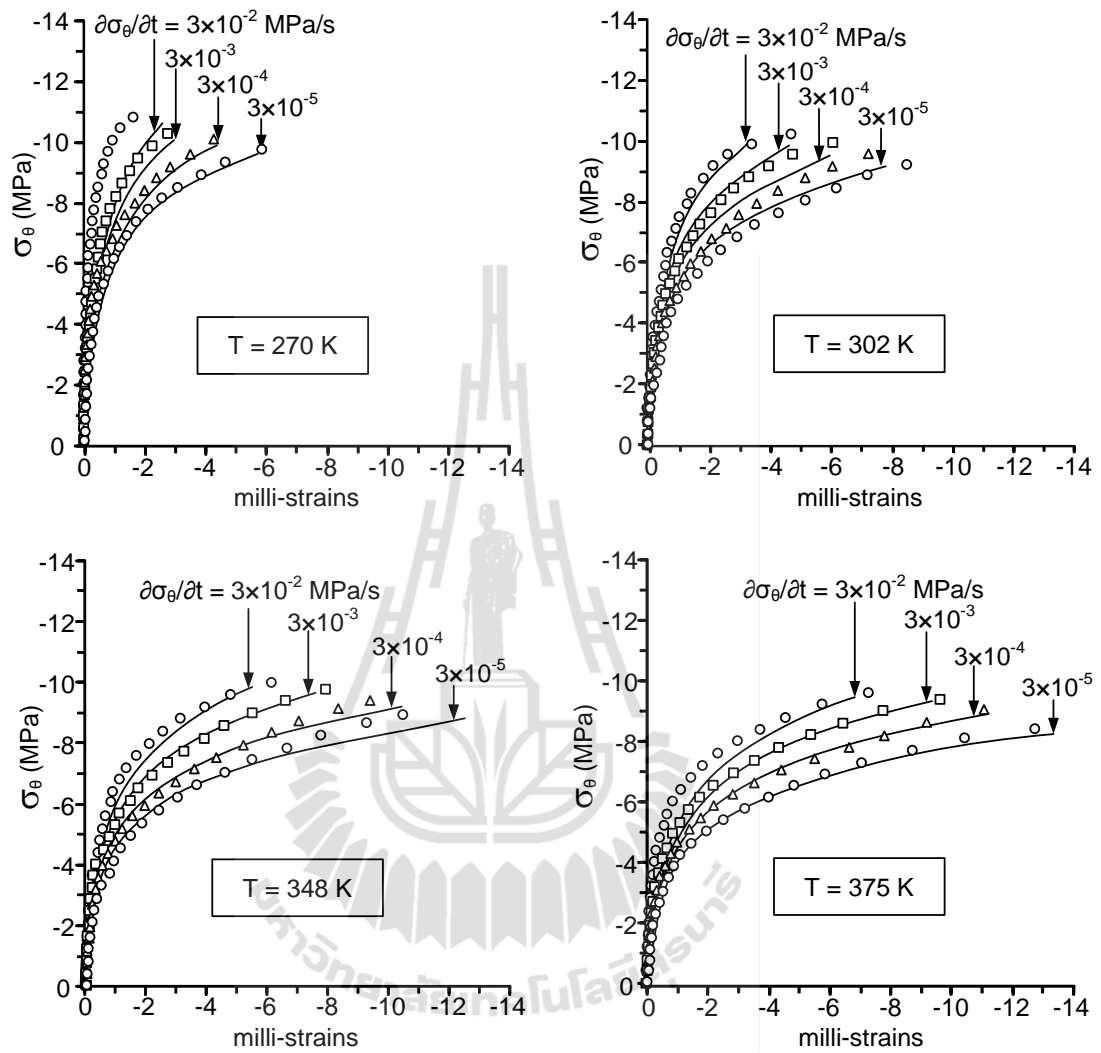 ∂σθ/∂t = 3×10-2 MPa/s
3×10-3
3×10-4
3×10-5
-14
-12
-10
-8
-6
-4
-2
0
σθ (MPa)
T = 270 K
0 -2 -4 -6 -8 -10 -12 -14
milli-strains
∂σθ/∂t = 3×10-2 MPa/s
3×10-3
3×10-4
3×10-5
-14
-12
-10
-8
-6
-4
-2
0
σθ (MPa)
T = 302 K
0 -2 -4 -6 -8 -10 -12 -14
milli-strains
∂σθ/∂t = 3×10-2 MPa/s
3×10-3
3×10-4
3×10-5
-14
-12
-10
-8
-6
-4
-2
0
σθ (MPa)
T = 348 K
0 -2 -4 -6 -8 -10 -12 -14
milli-strains
∂σθ/∂t = 3×10-2 MPa/s
3×10-3
3×10-4
3×10-5
-14
-12
-10
-8
-6
-4
-2
0
σθ (MPa)
T = 375 K
0 -2 -4 -6 -8 -10 -12 -14
milli-strains